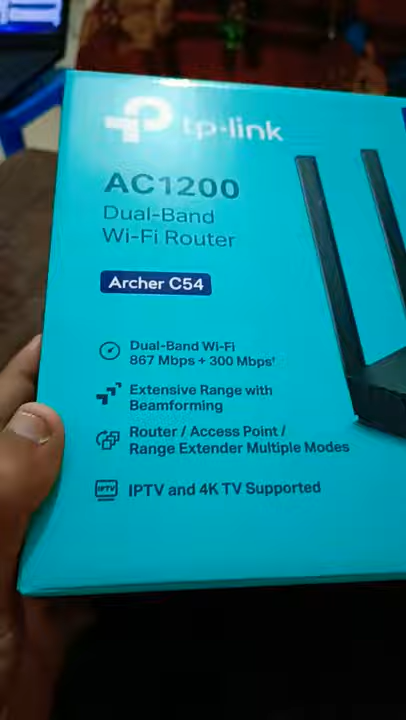 tp-link
AC1200
Dual-Band
Wi-Fi Router
Archer C54
Dual-Band Wi-Fi
867 Mbps + 300 Mbps†
Extensive Range with
Beamforming
Router / Access Point /
Range Extender Multiple Modes
IPTV
IPTV and 4K TV Supported